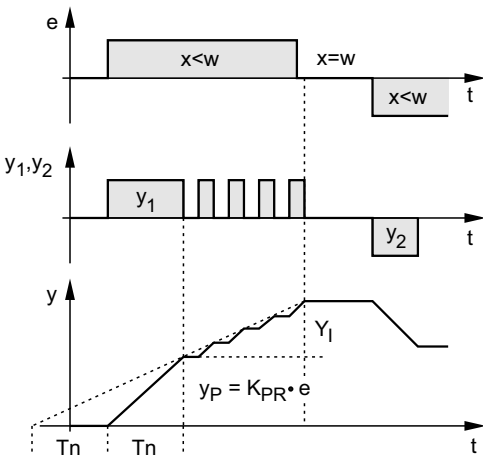 e
x<w
x=w
x<w
t
y1,y2
y1
y2
t
y
YI
yP = KPR• e
Tn
Tn
t